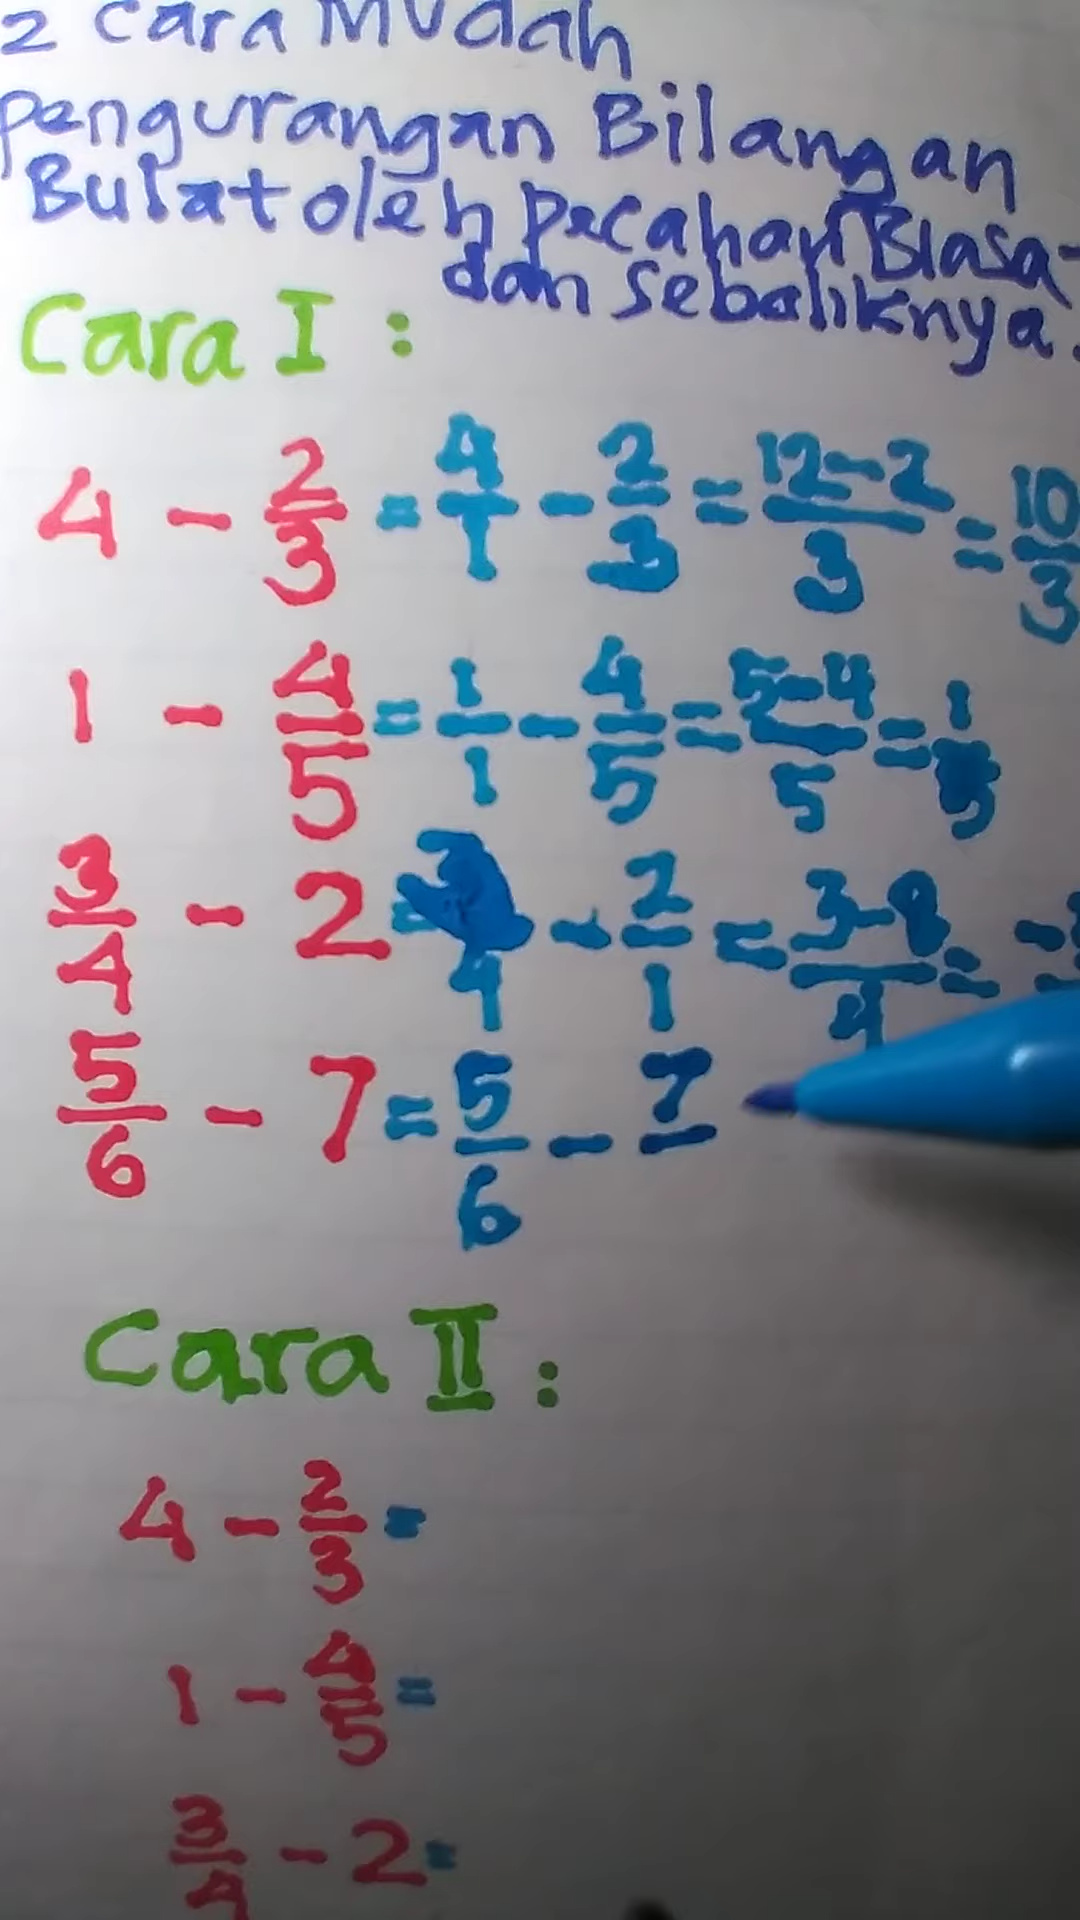 2 Cara Mudah
Pengurangan Bilangan
Bulat oleh Pecahan Biasa
dan sebaliknya.
Cara I :
4 - 2/3 = 4/1 - 2/3 = 12-2/3 = 10/3
1 - 4/5 = 1/1 - 4/5 = 5-4/5 = 1/5
3/4 - 2 = 3/4 - 2/1 = 3-8/4 = -
5/6 - 7 = 5/6 - 7/
Cara II :
4 - 2/3 =
1 - 4/5 =
3/4 - 2 =